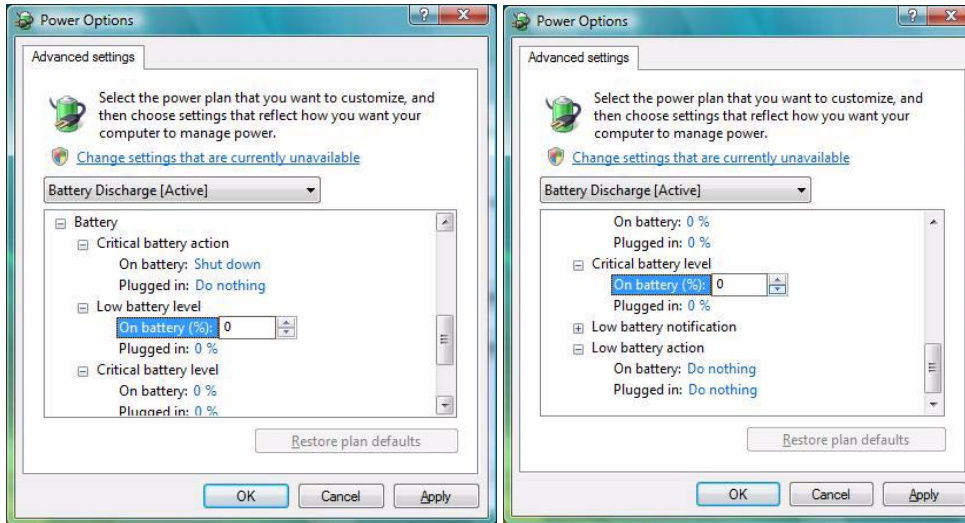 Power Options
Advanced settings
Select the power plan that you want to customize, and
then choose settings that reflect how you want your
computer to manage power.
Change settings that are currently unavailable
Battery Discharge [Active]
Battery
Critical battery action
On battery: Shut down
Plugged in: Do nothing
Low battery level
On battery (%): 0
Plugged in: 0 %
Critical battery level
On battery: 0 %
Plugged in: 0 %
Restore plan defaults
OK Cancel Apply
Power Options
Advanced settings
Select the power plan that you want to customize, and
then choose settings that reflect how you want your
computer to manage power.
Change settings that are currently unavailable
Battery Discharge [Active]
On battery: 0 %
Plugged in: 0 %
Critical battery level
On battery (%): 0
Plugged in: 0 %
Low battery notification
Low battery action
On battery: Do nothing
Plugged in: Do nothing
Restore plan defaults
OK Cancel Apply